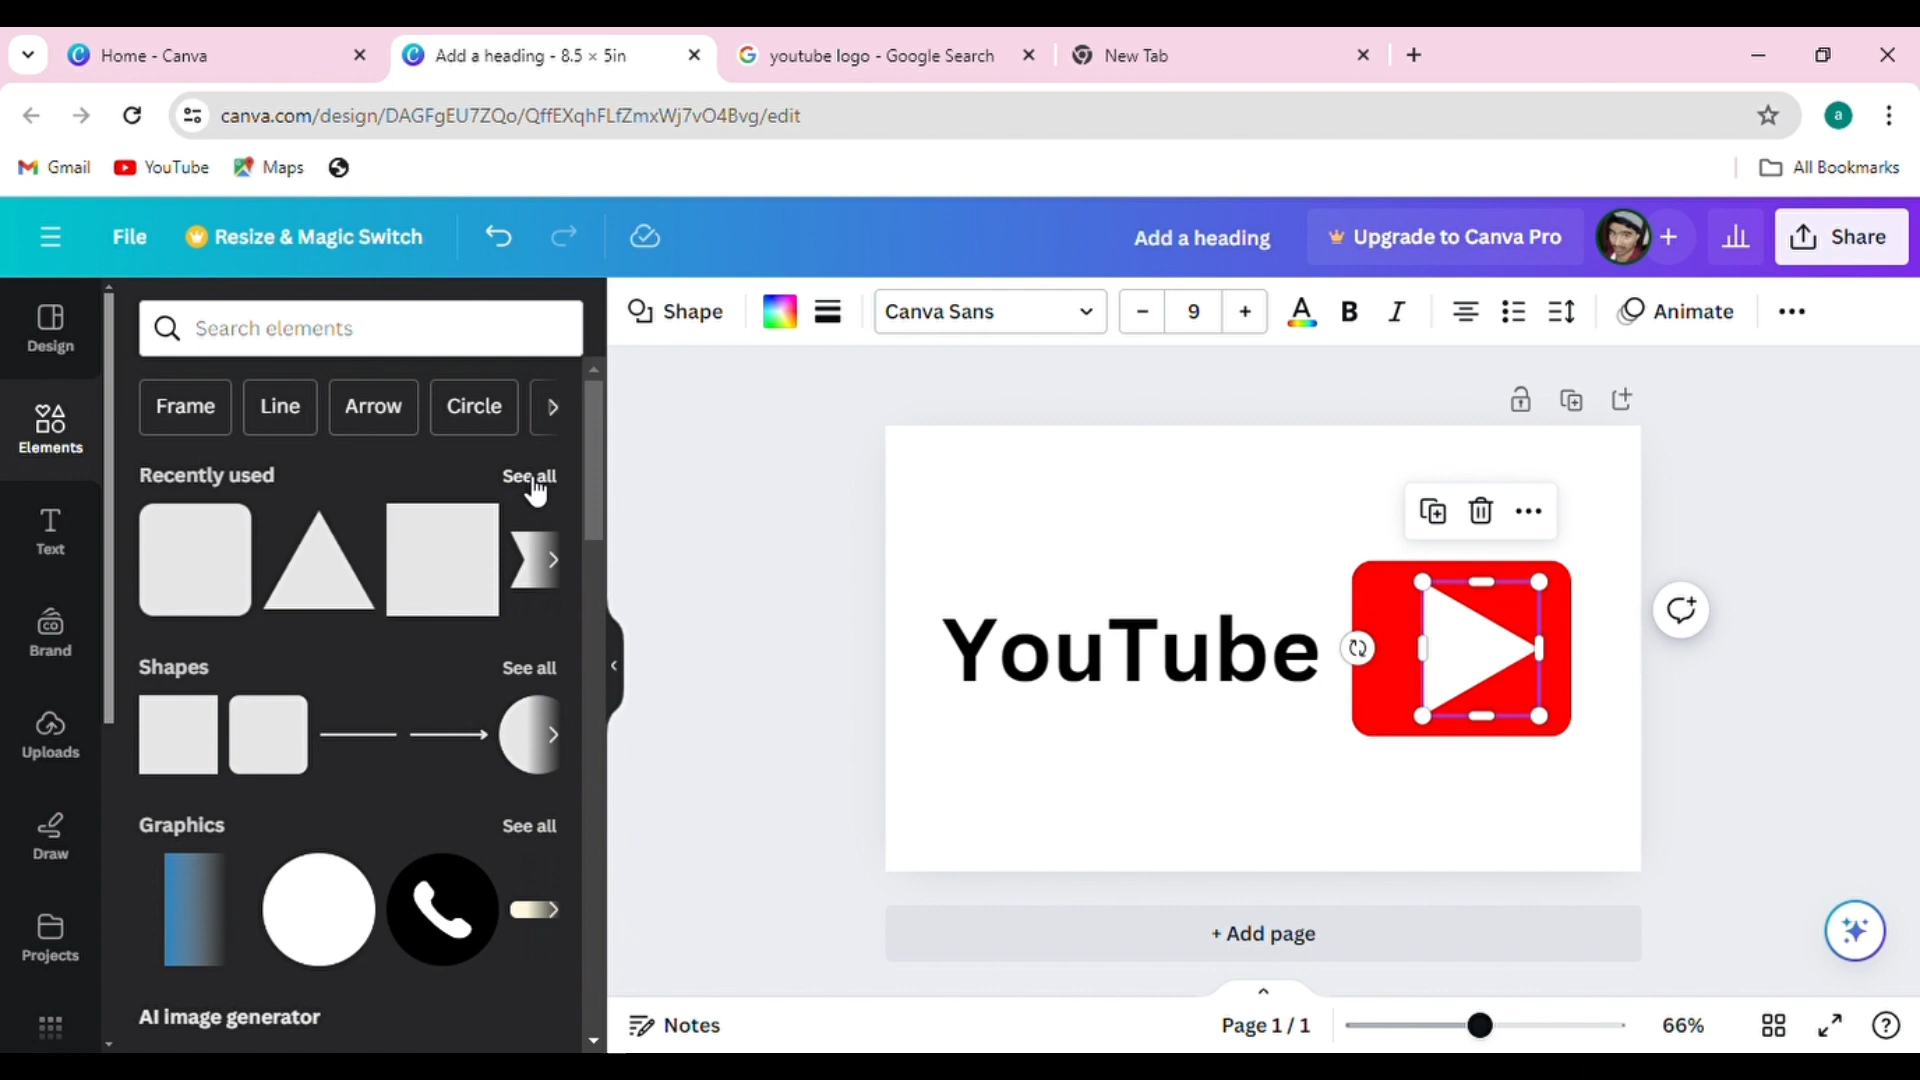 Home - Canva
Add a heading - 8.5 × 5in
youtube logo - Google Search
New Tab
canva.com/design/DAGFgEU7ZQo/QffEXqhFLfZmxWj7vO4Bvg/edit
a
Gmail
YouTube
Maps
All Bookmarks
File
Resize & Magic Switch
Add a heading
Upgrade to Canva Pro
Share
Design
Elements
Text
Brand
Uploads
Draw
Projects
Search elements
Frame
Line
Arrow
Circle
Recently used
See all
Shapes
See all
Graphics
See all
AI image generator
Shape
Canva Sans
9
Animate
YouTube
+ Add page
Notes
Page 1 / 1
66%